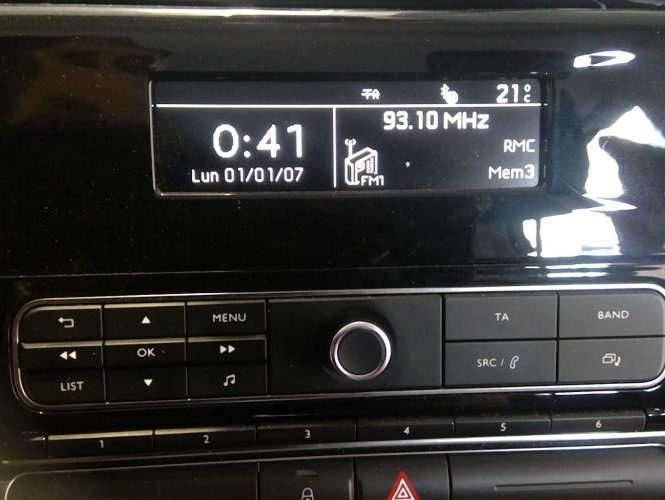 TA 21°C
93.10 MHz
0:41
RMC
Lun 01/01/07
FM1
Mem3
MENU
TA
BAND
OK
SRC /
LIST
1 2 3 4 5 6